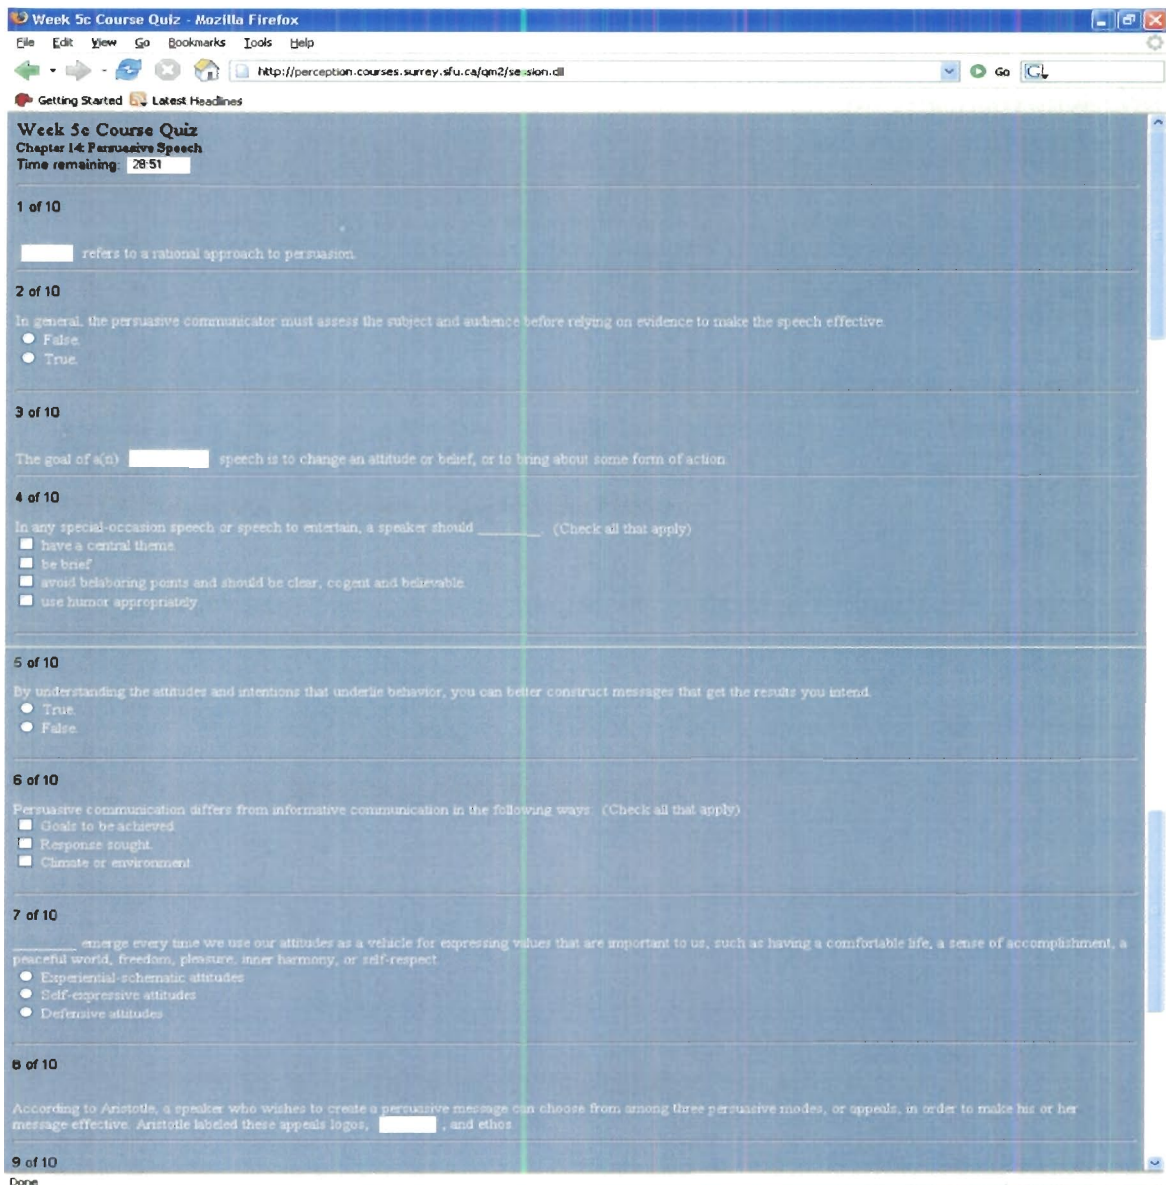 Week 5c Course Quiz - Mozilla Firefox
File Edit View Go Bookmarks Tools Help
http://perception.courses.surrey.sfu.ca/qm2/session.dll
Go
Getting Started Latest Headlines
Week 5c Course Quiz
Chapter 14: Persuasive Speech
Time remaining: 28:51
1 of 10
refers to a rational approach to persuasion.
2 of 10
In general, the persuasive communicator must assess the subject and audience before relying on evidence to make the speech effective.
False.
True.
3 of 10
The goal of a(n) speech is to change an attitude or belief, or to bring about some form of action
4 of 10
In any special-occasion speech or speech to entertain, a speaker should ________. (Check all that apply)
have a central theme.
be brief
avoid belaboring points and should be clear, cogent and believable.
use humor appropriately.
5 of 10
By understanding the attitudes and intentions that underlie behavior, you can better construct messages that get the results you intend.
True.
False.
6 of 10
Persuasive communication differs from informative communication in the following ways: (Check all that apply)
Goals to be achieved.
Response sought.
Climate or environment.
7 of 10
________ emerge every time we use our attitudes as a vehicle for expressing values that are important to us, such as having a comfortable life, a sense of accomplishment, a
peaceful world, freedom, pleasure, inner harmony, or self-respect.
Experiential-schematic attitudes
Self-expressive attitudes
Defensive attitudes
8 of 10
According to Aristotle, a speaker who wishes to create a persuasive message can choose from among three persuasive modes, or appeals, in order to make his or her
message effective. Aristotle labeled these appeals logos, , and ethos
9 of 10
Done